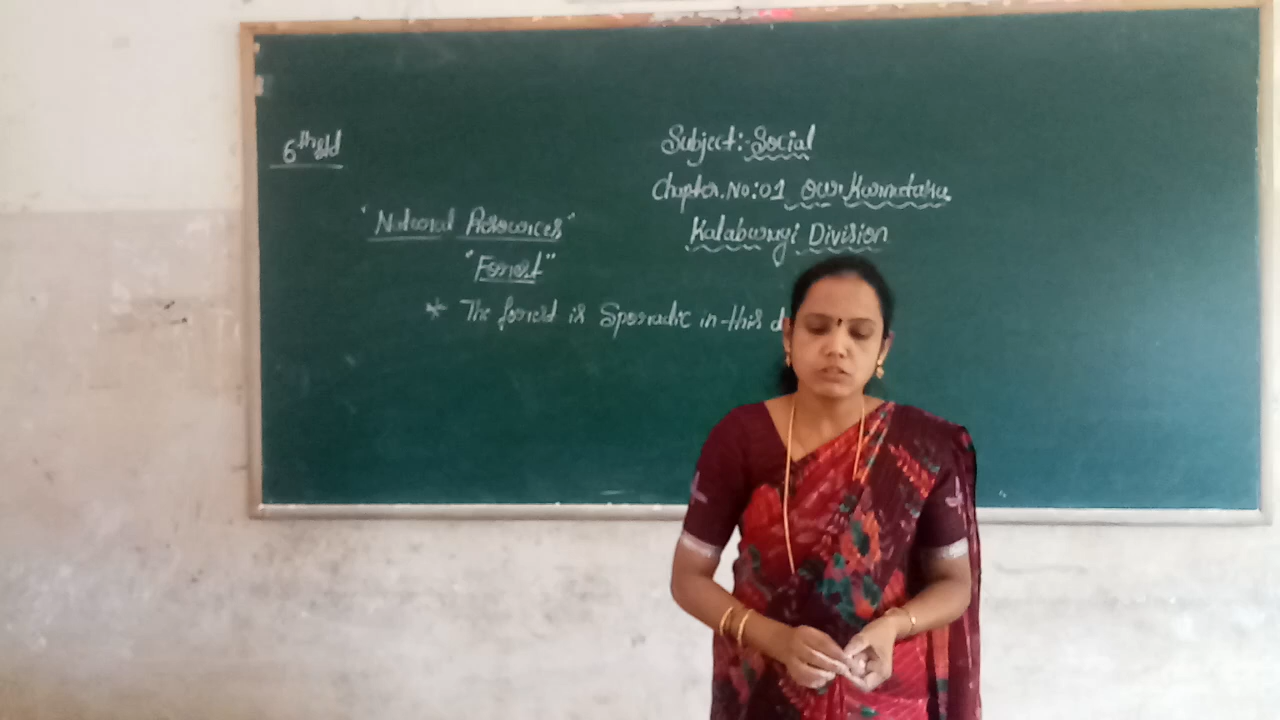 6th std
Subject:- Social
Chapter.No:01 Our Karnataka
Kalaburagi Division
"Natural Resources"
"Forest"
* The forest is Sporadic in this d